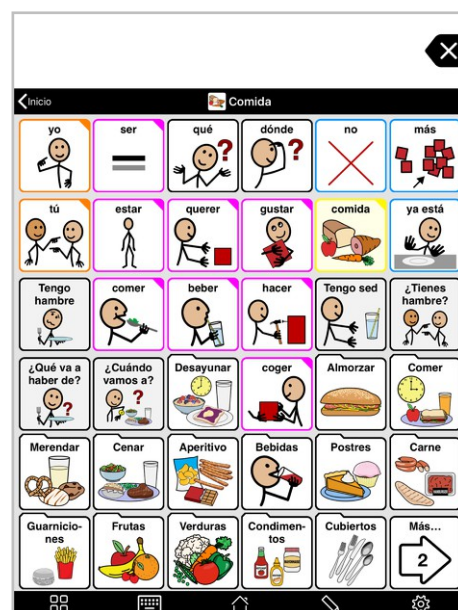 Inicio
Comida
yo
ser
qué
dónde
no
más
tú
estar
querer
gustar
comida
ya está
Tengo
hambre
comer
beber
hacer
Tengo sed
¿Tienes
hambre?
¿Qué va a
haber de?
¿Cuándo
vamos a?
Desayunar
coger
Almorzar
Comer
Merendar
Cenar
Aperitivo
Bebidas
Postres
Carne
Guarnicio-
nes
Frutas
Verduras
Condimen-
tos
Cubiertos
Más...
2